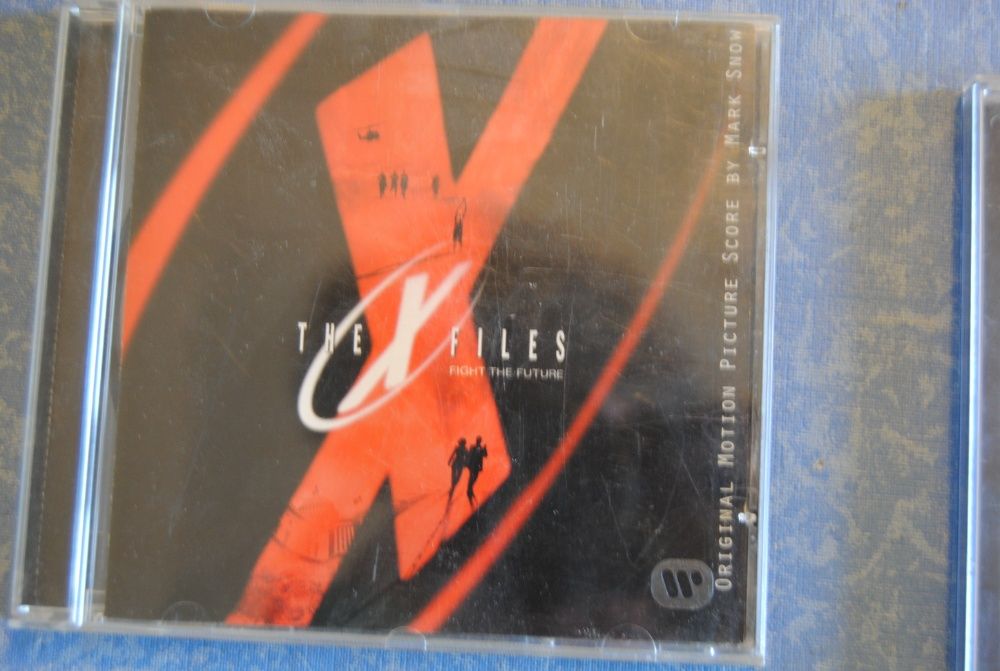 THE X FILES
FIGHT THE FUTURE
ORIGINAL MOTION PICTURE SCORE BY MARK SNOW